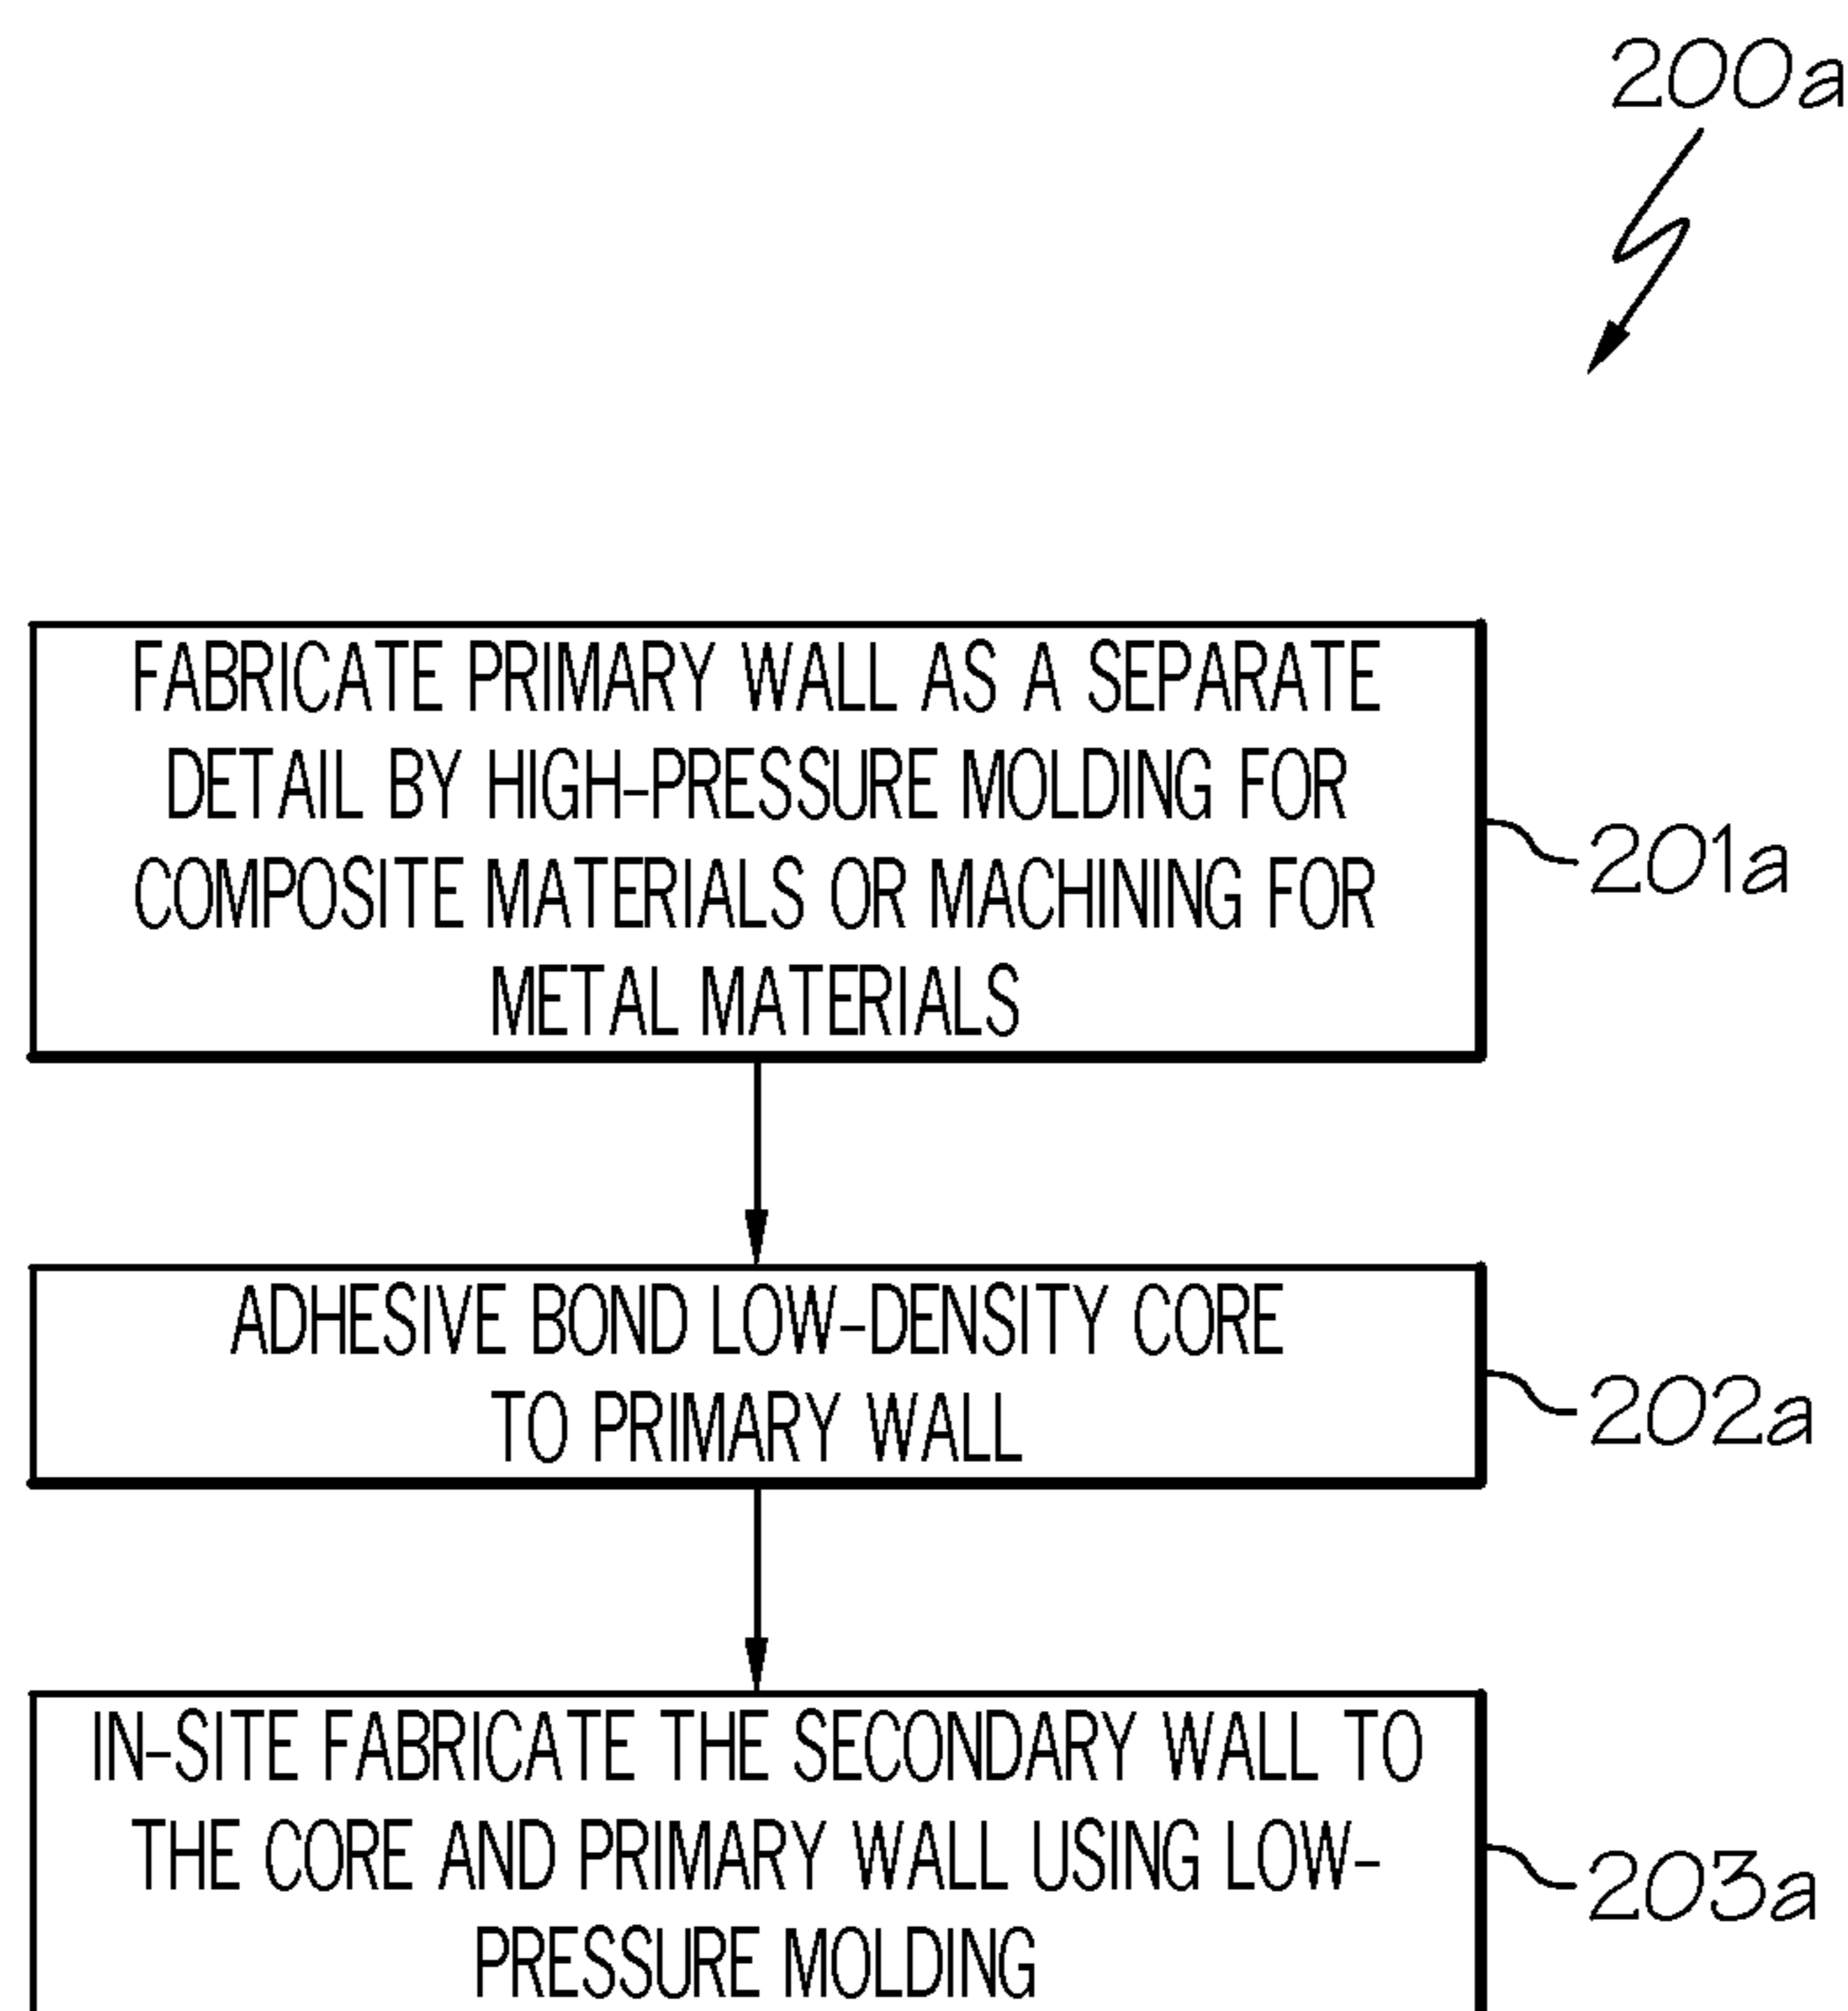 200a
FABRICATE PRIMARY WALL AS A SEPARATE
DETAIL BY HIGH-PRESSURE MOLDING FOR
COMPOSITE MATERIALS OR MACHINING FOR
METAL MATERIALS
201a
ADHESIVE BOND LOW-DENSITY CORE
TO PRIMARY WALL
202a
IN-SITE FABRICATE THE SECONDARY WALL TO
THE CORE AND PRIMARY WALL USING LOW-
PRESSURE MOLDING
203a